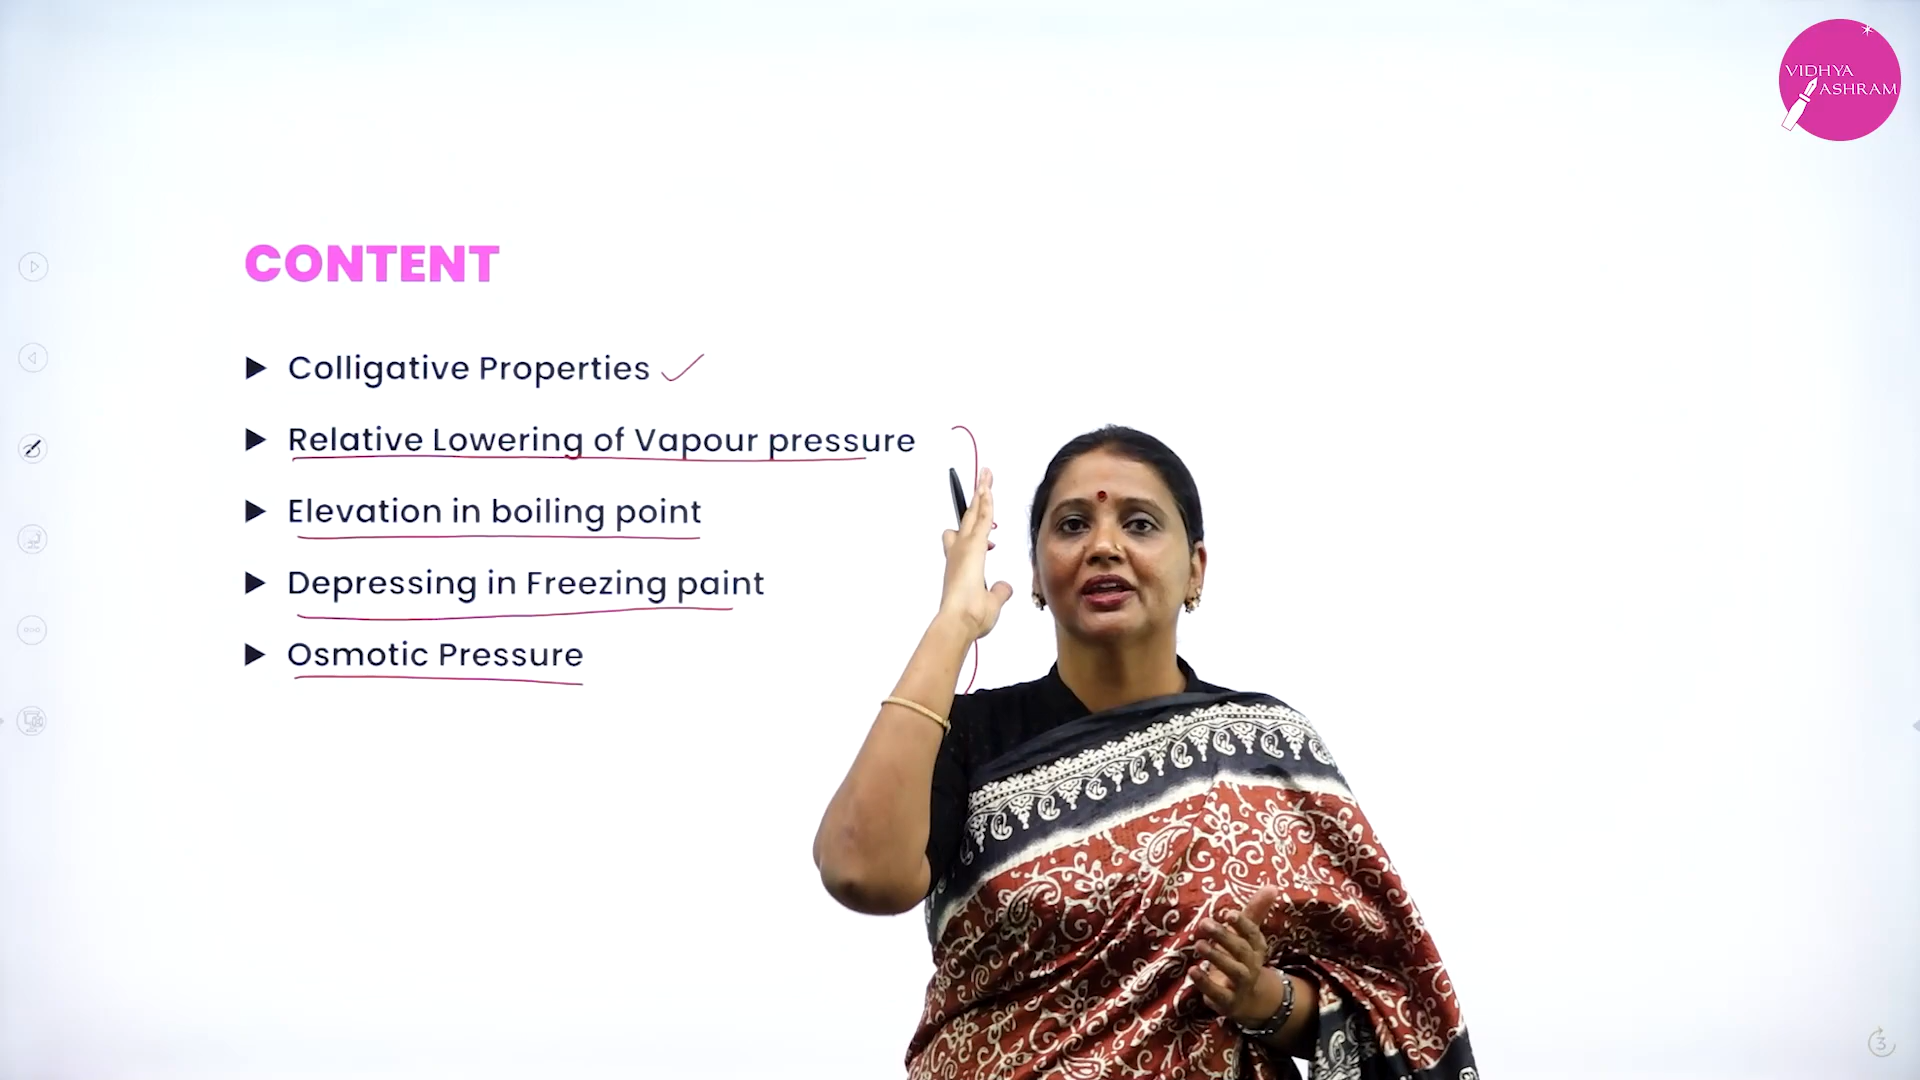 VIDHYA
ASHRAM
CONTENT
▶ Colligative Properties
▶ Relative Lowering of Vapour pressure
▶ Elevation in boiling point
▶ Depressing in Freezing paint
▶ Osmotic Pressure
3